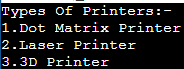 Types Of Printers:-
1.Dot Matrix Printer
2.Laser Printer
3.3D Printer